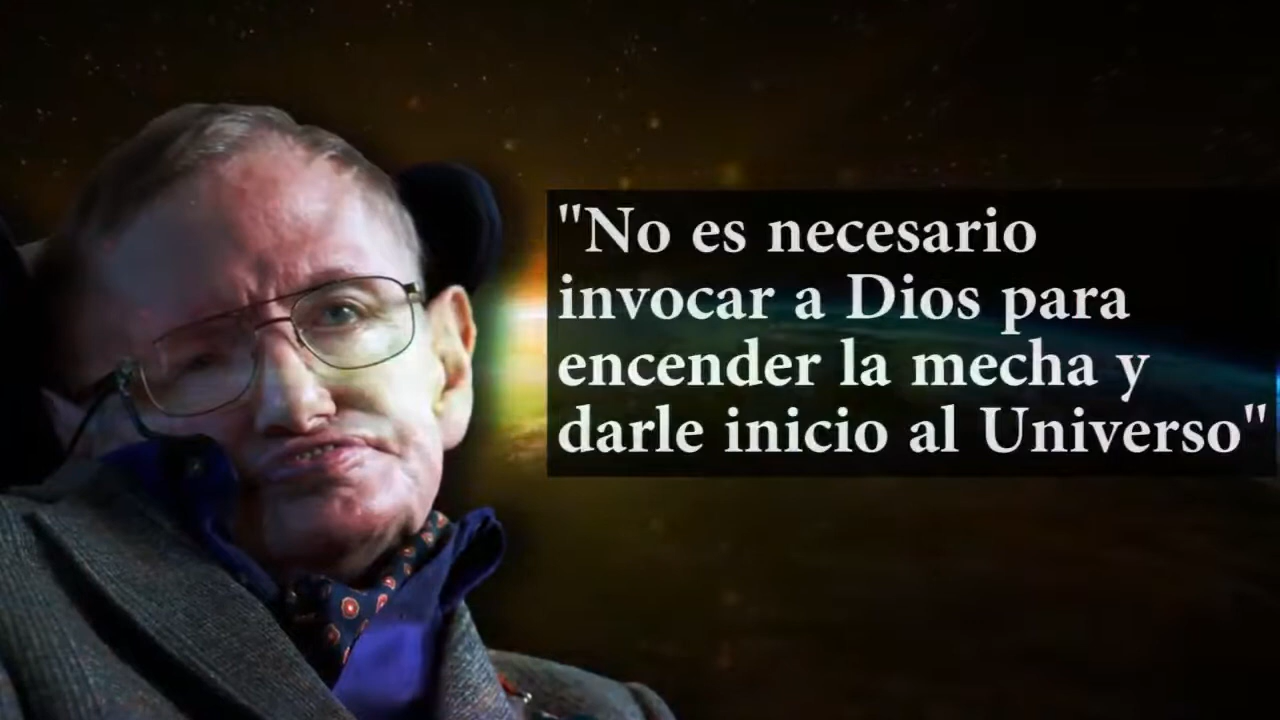 "No es necesario
invocar a Dios para
encender la mecha y
darle inicio al Universo"